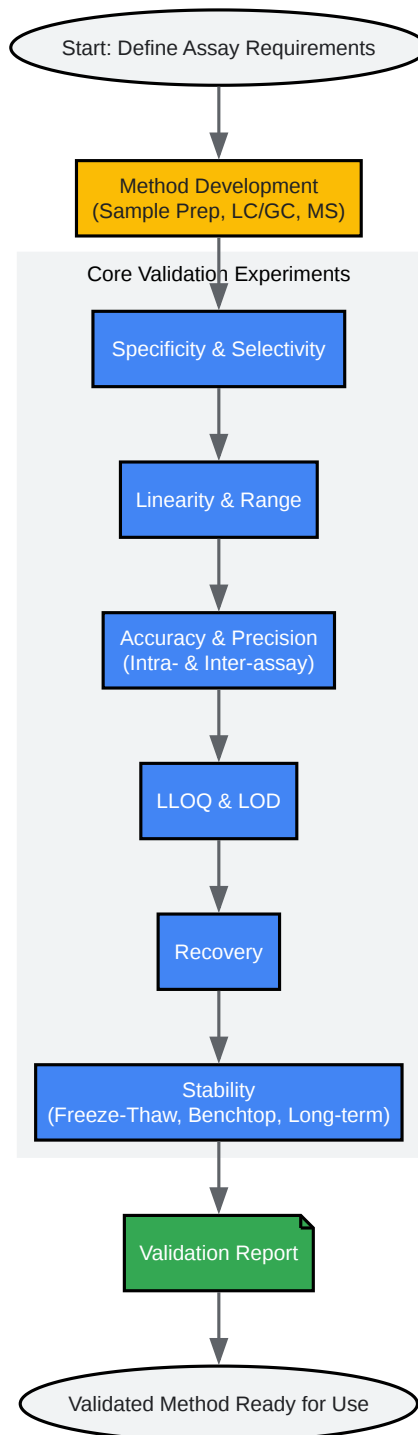 Start: Define Assay Requirements
Method Development
(Sample Prep, LC/GC, MS)
Core Validation Experiments
Specificity & Selectivity
Linearity & Range
Accuracy & Precision
(Intra- & Inter-assay)
LLOQ & LOD
Recovery
Stability
(Freeze-Thaw, Benchtop, Long-term)
Validation Report
Validated Method Ready for Use